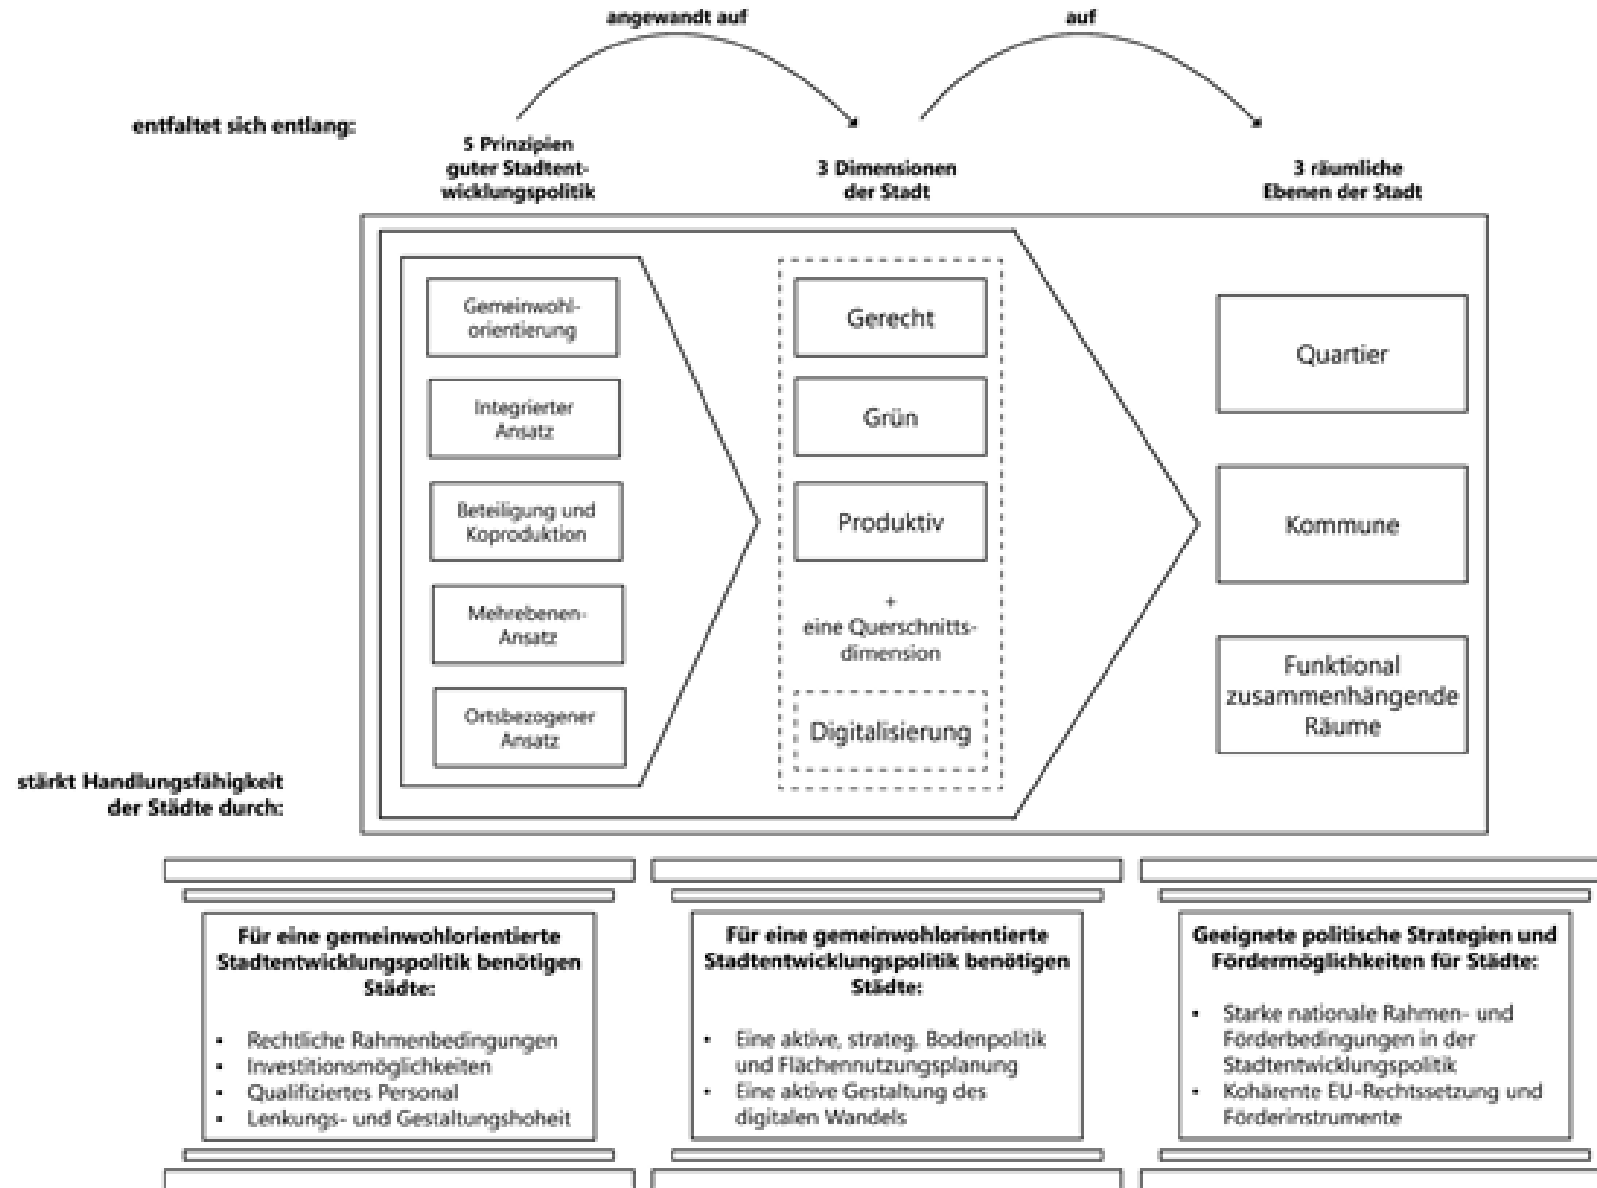 angewandt auf
auf
entfaltet sich entlang:
5 Prinzipien
guter Stadtent-
wicklungspolitik
3 Dimensionen
der Stadt
3 räumliche
Ebenen der Stadt
Gemeinwohl-
orientierung
Integrierter
Ansatz
Beteiligung und
Koproduktion
Mehrebenen-
Ansatz
Ortsbezogener
Ansatz
Gerecht
Grün
Produktiv
+
eine Querschnitts-
dimension
Digitalisierung
Quartier
Kommune
Funktional
zusammenhängende
Räume
stärkt Handlungsfähigkeit
der Städte durch:
Für eine gemeinwohlorientierte
Stadtentwicklungspolitik benötigen
Städte:
• Rechtliche Rahmenbedingungen
• Investitionsmöglichkeiten
• Qualifiziertes Personal
• Lenkungs- und Gestaltungshoheit
Für eine gemeinwohlorientierte
Stadtentwicklungspolitik benötigen
Städte:
• Eine aktive, strateg. Bodenpolitik
und Flächennutzungsplanung
• Eine aktive Gestaltung des
digitalen Wandels
Geeignete politische Strategien und
Fördermöglichkeiten für Städte:
• Starke nationale Rahmen- und
Förderbedingungen in der
Stadtentwicklungspolitik
• Kohärente EU-Rechtssetzung und
Förderinstrumente